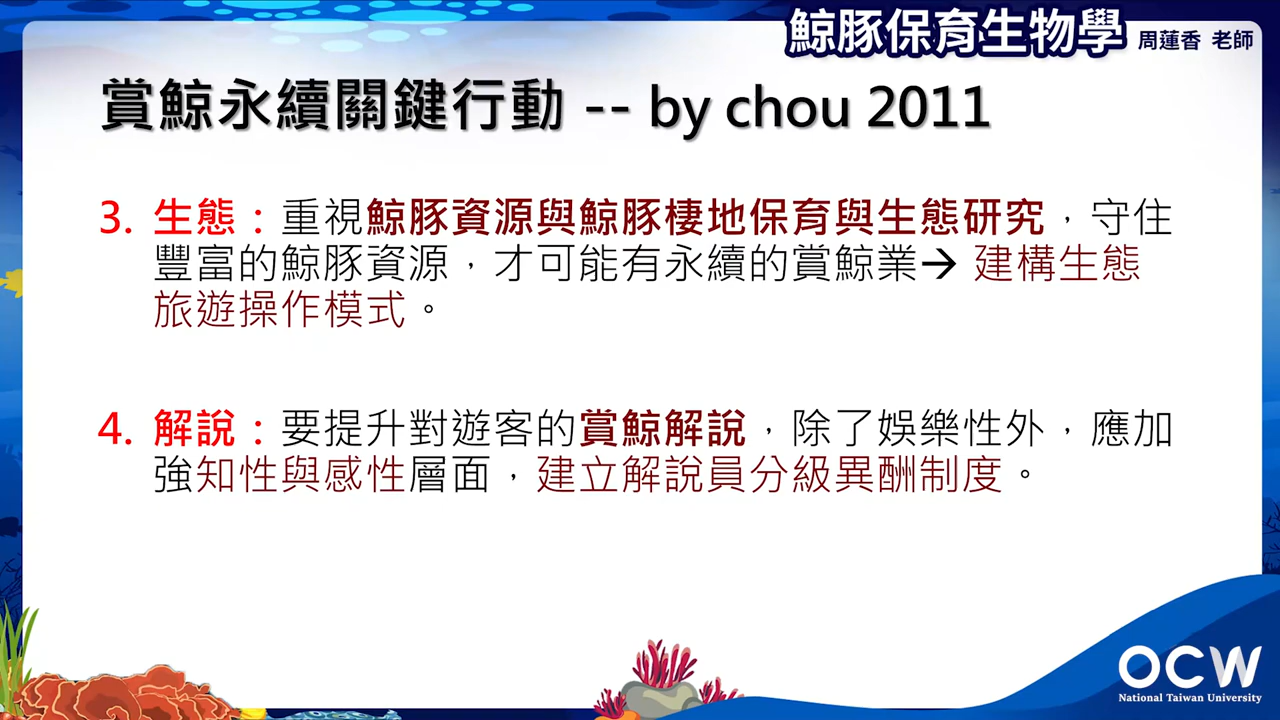 鯨豚保育生物學 周蓮香 老師
賞鯨永續關鍵行動 -- by chou 2011
3. 生態：重視鯨豚資源與鯨豚棲地保育與生態研究，守住
豐富的鯨豚資源，才可能有永續的賞鯨業→ 建構生態
旅遊操作模式。
4. 解說：要提升對遊客的賞鯨解說，除了娛樂性外，應加
強知性與感性層面，建立解說員分級異酬制度。
OCW
National Taiwan University